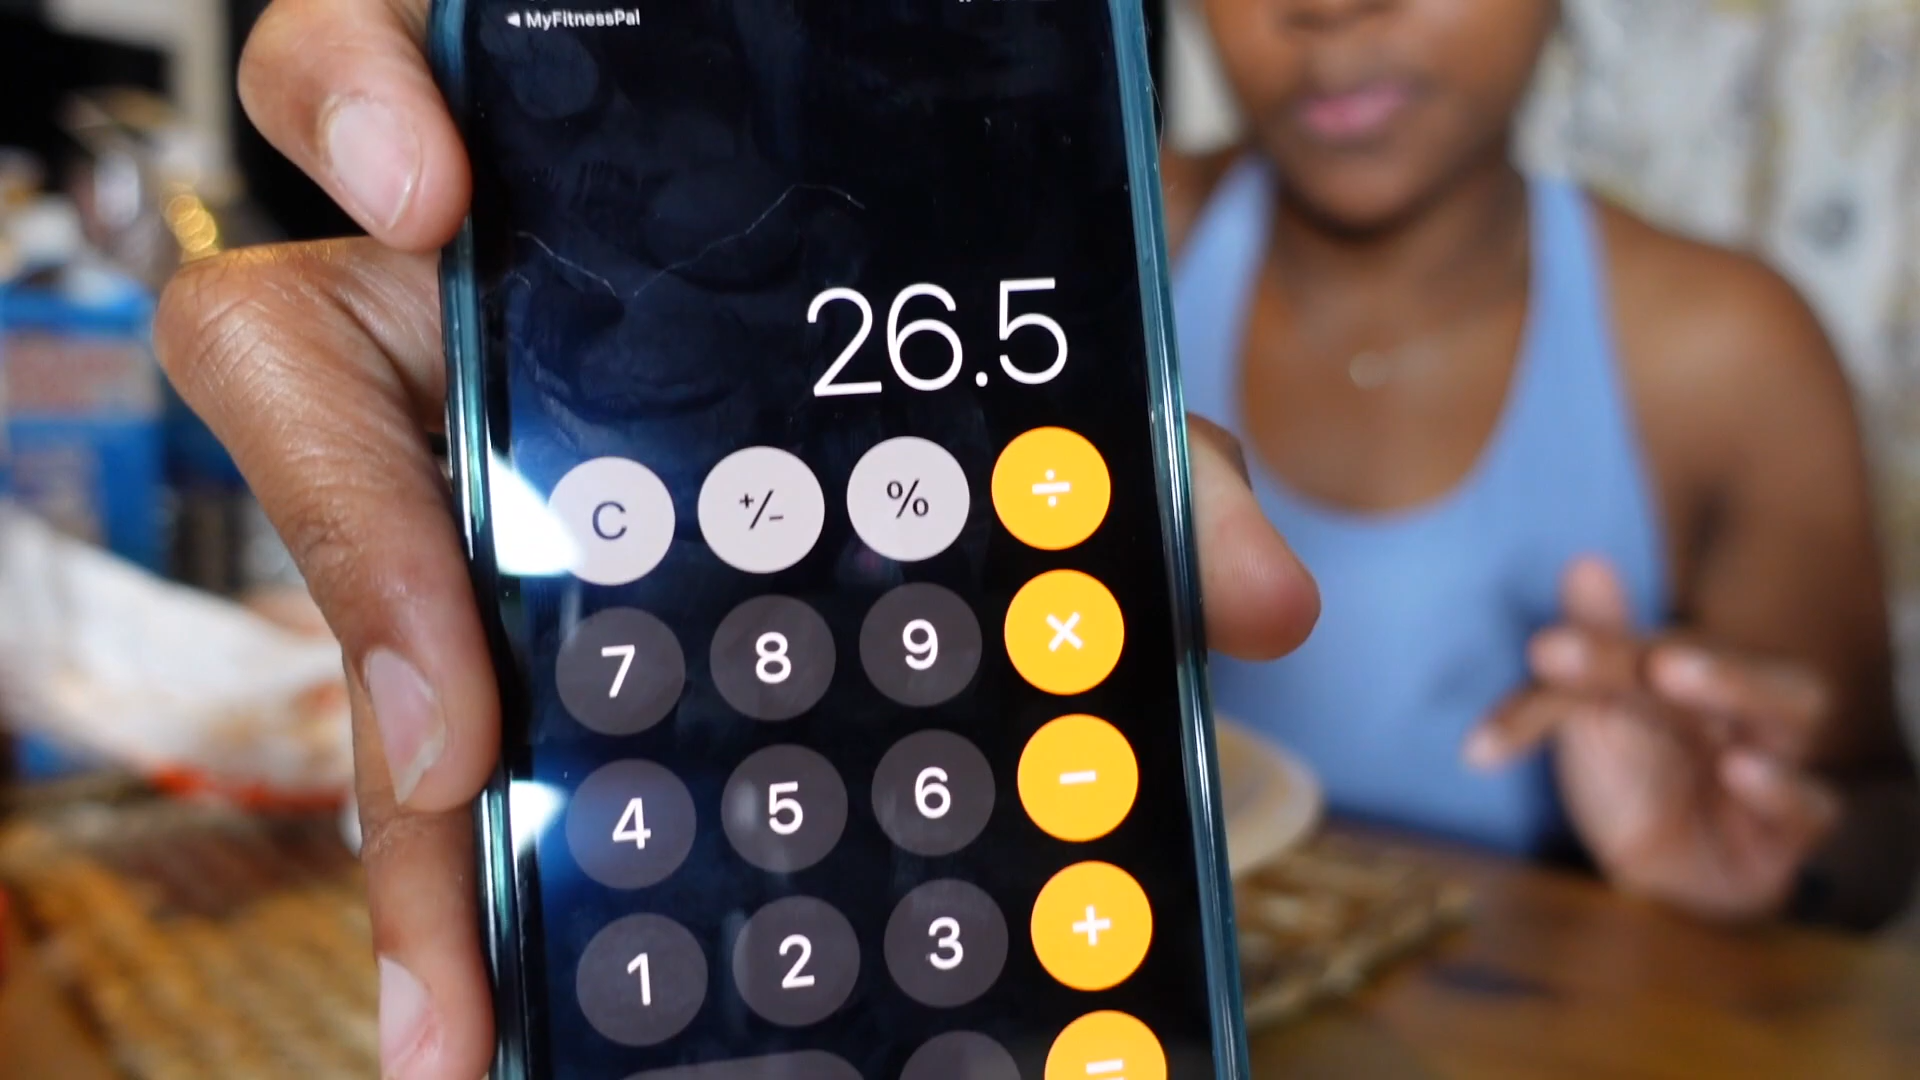 ◀ MyFitnessPal
26.5
C +/- % ÷
7 8 9 ×
4 5 6 −
1 2 3 +
=